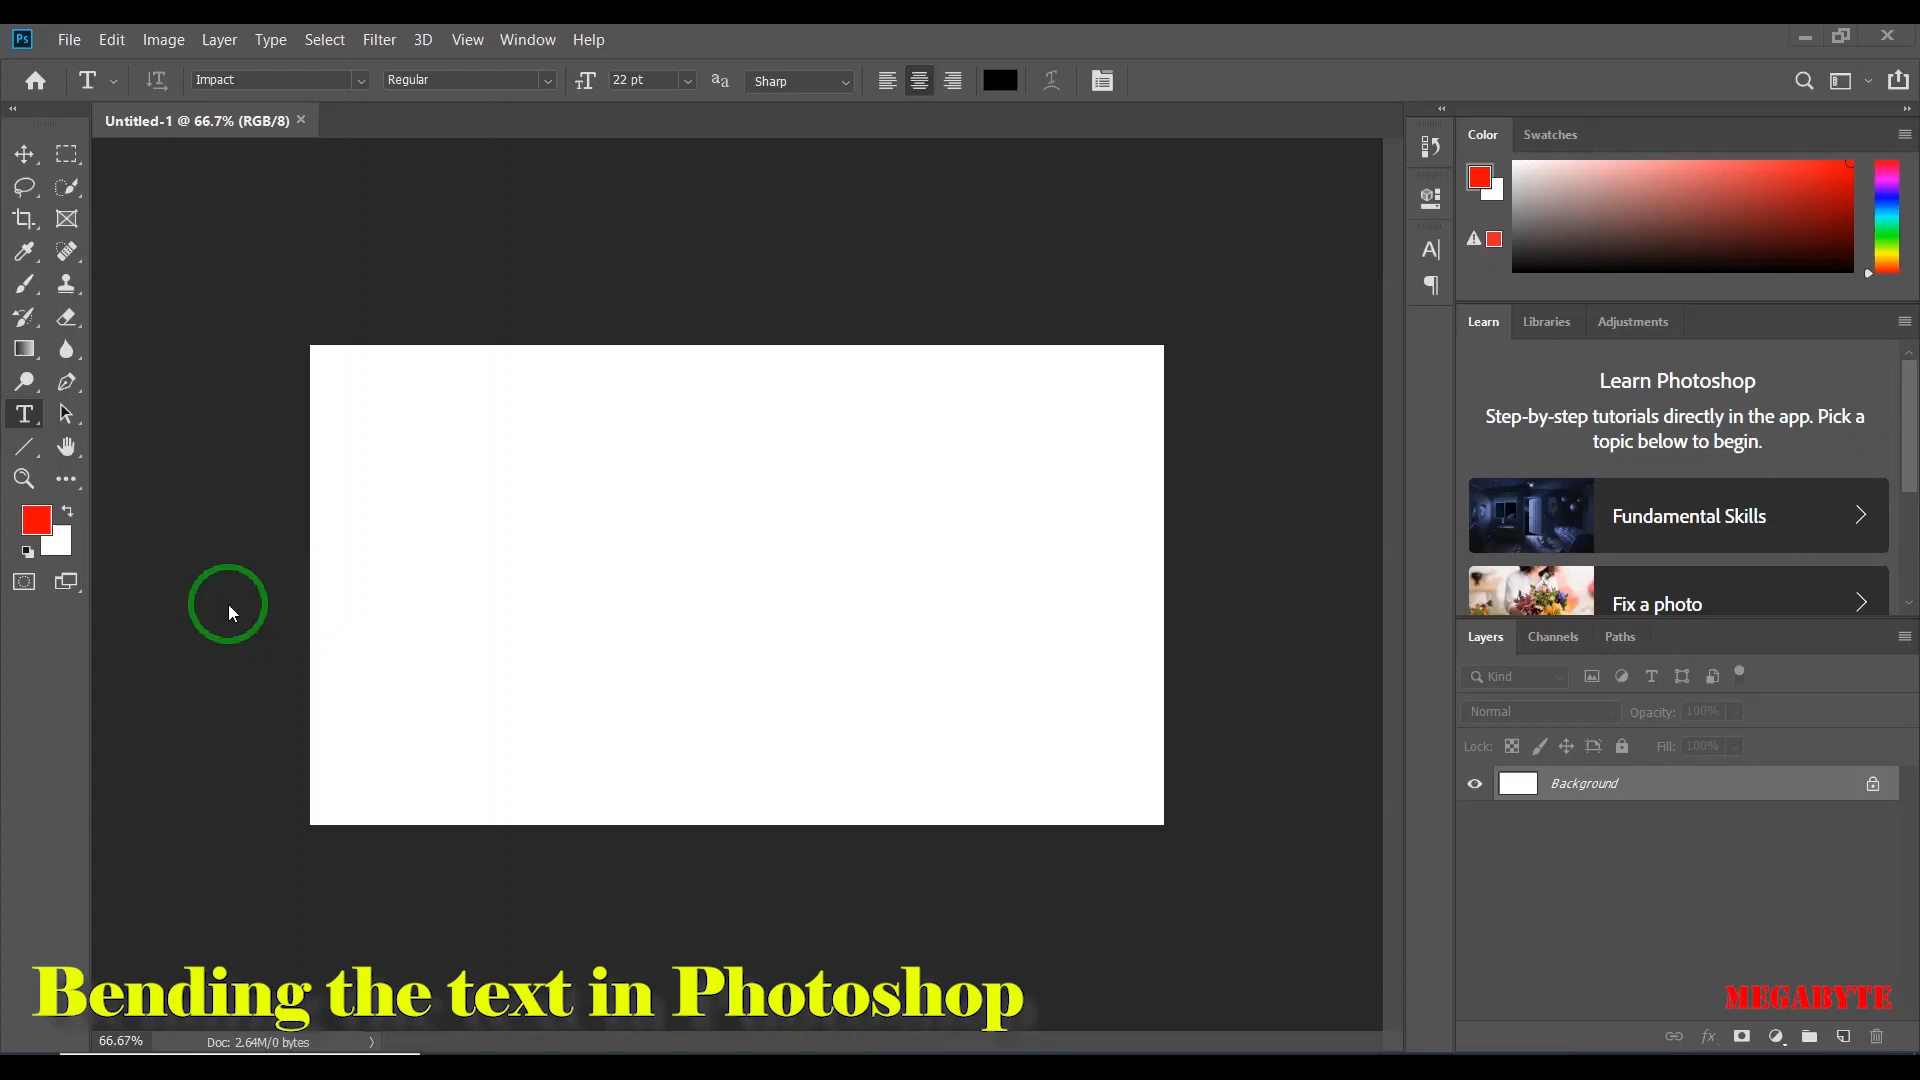 Ps File Edit Image Layer Type Select Filter 3D View Window Help
Impact Regular 22 pt Sharp
Untitled-1 @ 66.7% (RGB/8)
Color Swatches
Learn Libraries Adjustments
Learn Photoshop
Step-by-step tutorials directly in the app. Pick a
topic below to begin.
Fundamental Skills
Fix a photo
Layers Channels Paths
Kind
Normal Opacity: 100%
Lock: Fill: 100%
Background
Bending the text in Photoshop
MEGABYTE
66.67% Doc: 2.64M/0 bytes
fx